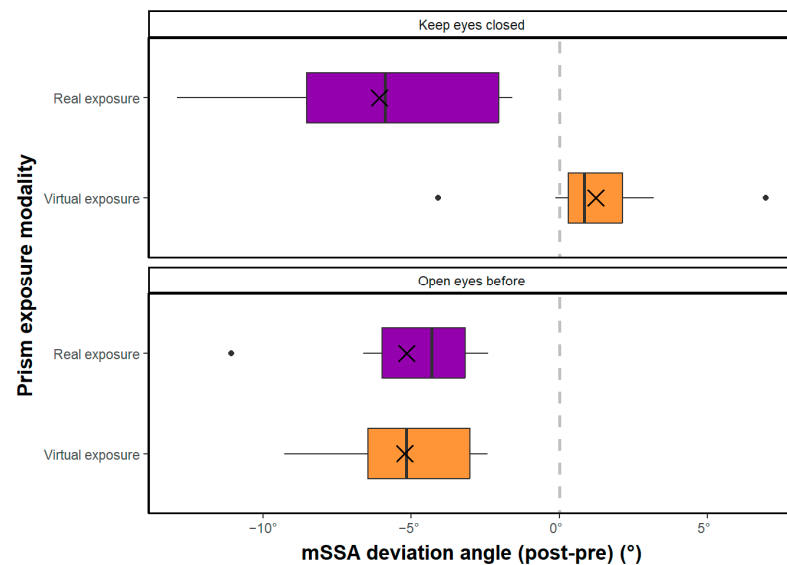 Keep eyes closed
Real exposure
Virtual exposure
Open eyes before
Real exposure
Virtual exposure
Prism exposure modality
−10° −5° 0° 5°
mSSA deviation angle (post-pre) (°)